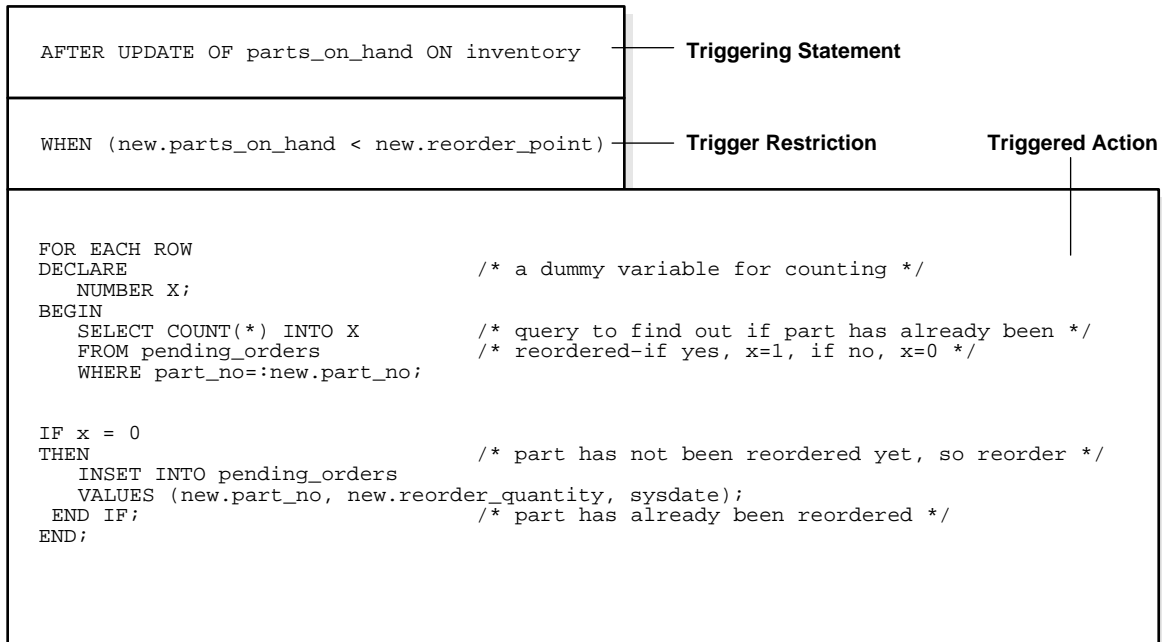 AFTER UPDATE OF parts_on_hand ON inventory Triggering Statement
WHEN (new.parts_on_hand < new.reorder_point) Trigger Restriction Triggered Action
FOR EACH ROW
DECLARE /* a dummy variable for counting */
NUMBER X;
BEGIN
SELECT COUNT(*) INTO X /* query to find out if part has already been */
FROM pending_orders /* reordered–if yes, x=1, if no, x=0 */
WHERE part_no=:new.part_no;
IF x = 0
THEN /* part has not been reordered yet, so reorder */
INSET INTO pending_orders
VALUES (new.part_no, new.reorder_quantity, sysdate);
END IF; /* part has already been reordered */
END;